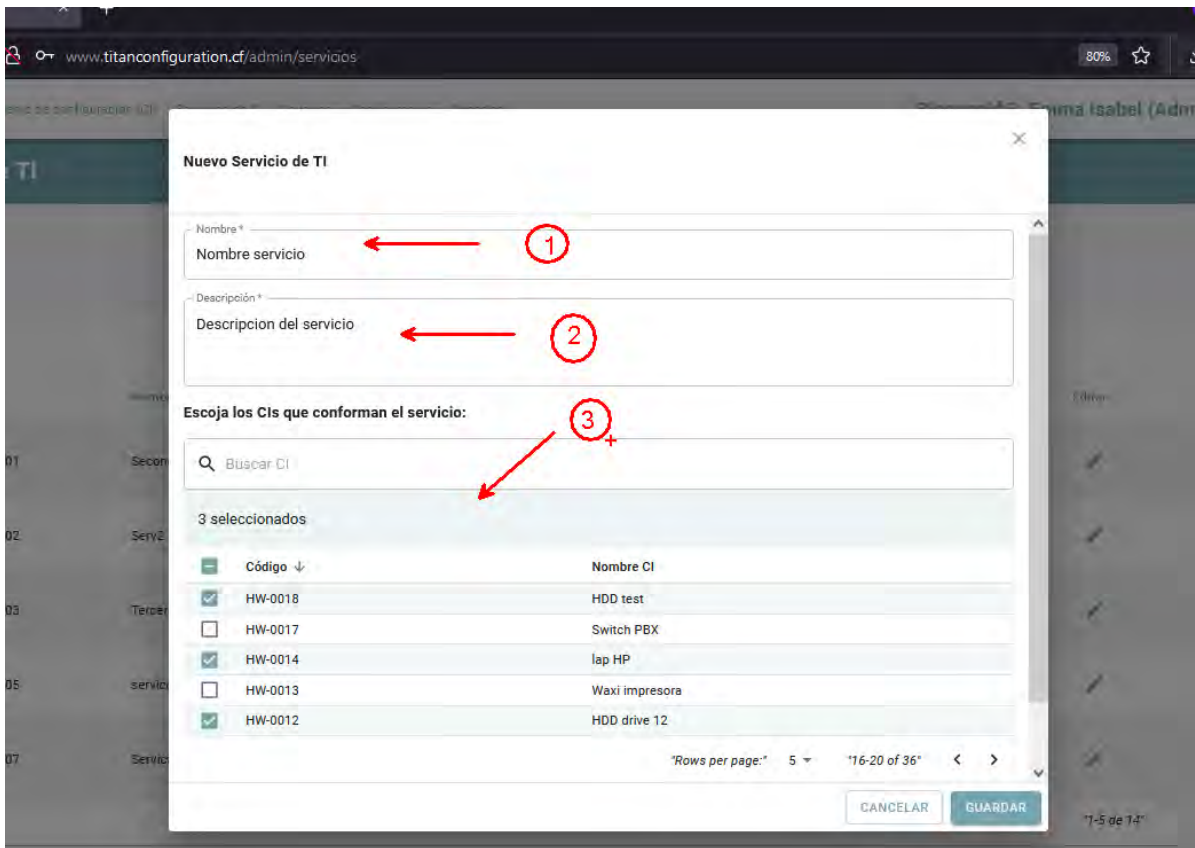 www.titanconfiguration.cf/admin/servicios
80%
TI
Nuevo Servicio de TI
Nombre *
Nombre servicio
1
Descripción *
Descripcion del servicio
2
Escoja los CIs que conforman el servicio:
3
Buscar CI
3 seleccionados
Código Nombre CI
HW-0018 HDD test
HW-0017 Switch PBX
HW-0014 lap HP
HW-0013 Waxi impresora
HW-0012 HDD drive 12
"Rows per page:" 5 "16-20 of 36"
CANCELAR GUARDAR
01 Secon
02 Serv2
03 Tercer
05 servici
07 Servic
"1-5 de 14"